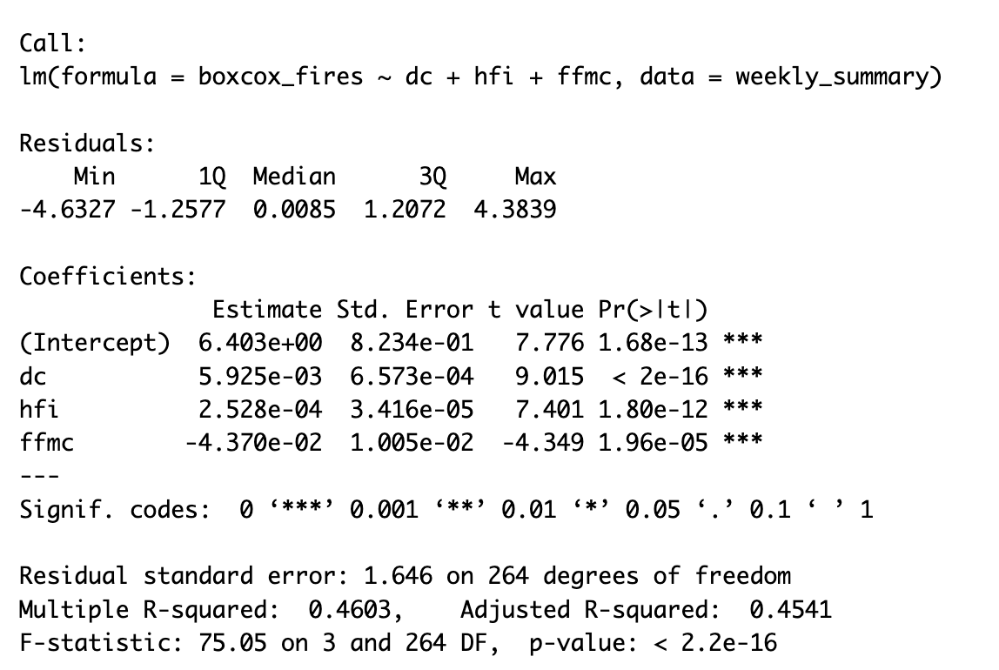 Call:
lm(formula = boxcox_fires ~ dc + hfi + ffmc, data = weekly_summary)
Residuals:
    Min      1Q  Median      3Q     Max
-4.6327 -1.2577  0.0085  1.2072  4.3839
Coefficients:
              Estimate Std. Error t value Pr(>|t|)
(Intercept)  6.403e+00  8.234e-01   7.776 1.68e-13 ***
dc           5.925e-03  6.573e-04   9.015  < 2e-16 ***
hfi          2.528e-04  3.416e-05   7.401 1.80e-12 ***
ffmc        -4.370e-02  1.005e-02  -4.349 1.96e-05 ***
---
Signif. codes:  0 ‘***’ 0.001 ‘**’ 0.01 ‘*’ 0.05 ‘.’ 0.1 ‘ ’ 1
Residual standard error: 1.646 on 264 degrees of freedom
Multiple R-squared:  0.4603,    Adjusted R-squared:  0.4541
F-statistic: 75.05 on 3 and 264 DF,  p-value: < 2.2e-16